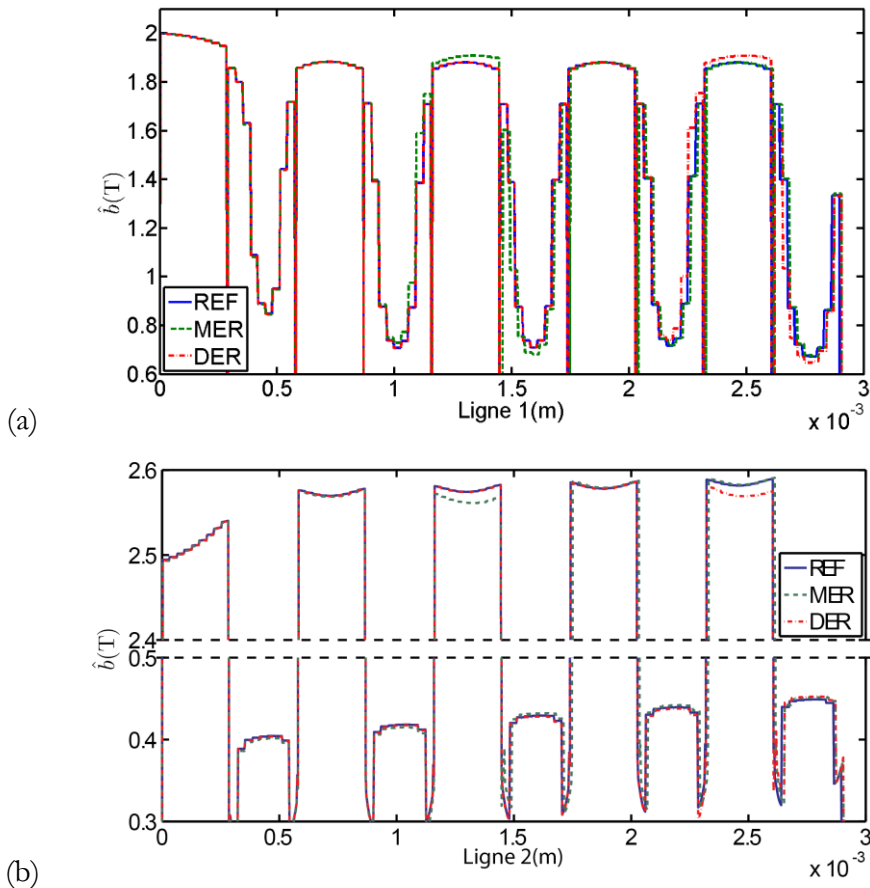 2
1.8
1.6
1.4
1.2
1
0.8
0.6
b̂(T)
REF
MER
DER
0 0.5 1 1.5 2 2.5 3
Ligne 1(m)
x 10⁻³
(a)
2.6
2.5
2.4
0.5
0.4
0.3
b̂(T)
REF
MER
DER
0 0.5 1 1.5 2 2.5 3
Ligne 2(m)
x 10⁻³
(b)